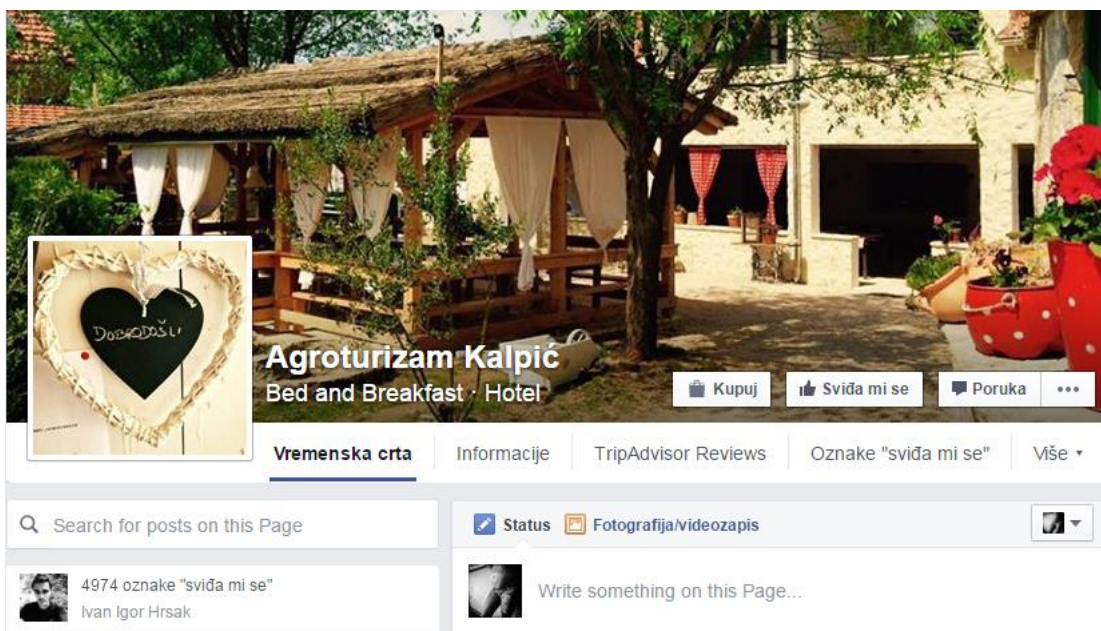 DOBRODOŠLI
Agroturizam Kalpić
Bed and Breakfast · Hotel
Kupuj
Sviđa mi se
Poruka
•••
Vremenska crta
Informacije
TripAdvisor Reviews
Oznake "sviđa mi se"
Više
Search for posts on this Page
Status
Fotografija/videozapis
4974 oznake "sviđa mi se"
Ivan Igor Hrsak
Write something on this Page...